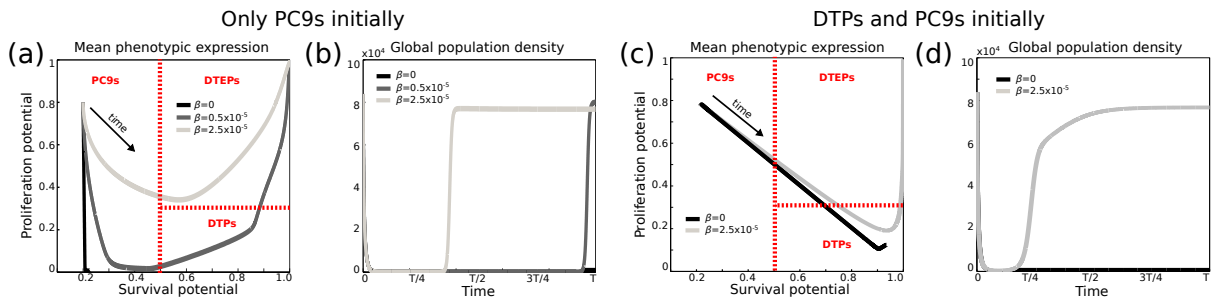 Only PC9s initially
DTPs and PC9s initially
(a)
Mean phenotypic expression
Proliferation potential
1
0.8
0.6
0.4
0.2
0
PC9s
DTEPs
time
β=0
β=0.5x10⁻⁵
β=2.5x10⁻⁵
DTPs
0.2
0.4
0.6
0.8
1.0
Survival potential
(b)
Global population density
x10⁴
10
8
6
4
2
0
β=0
β=0.5x10⁻⁵
β=2.5x10⁻⁵
0
T/4
T/2
3T/4
T
Time
(c)
Mean phenotypic expression
Proliferation potential
1
0.8
0.6
0.4
0.2
0
PC9s
DTEPs
time
β=0
β=2.5x10⁻⁵
DTPs
0.2
0.4
0.6
0.8
1.0
Survival potential
(d)
Global population density
x10⁴
10
8
6
4
2
0
β=0
β=2.5x10⁻⁵
0
T/4
T/2
3T/4
T
Time